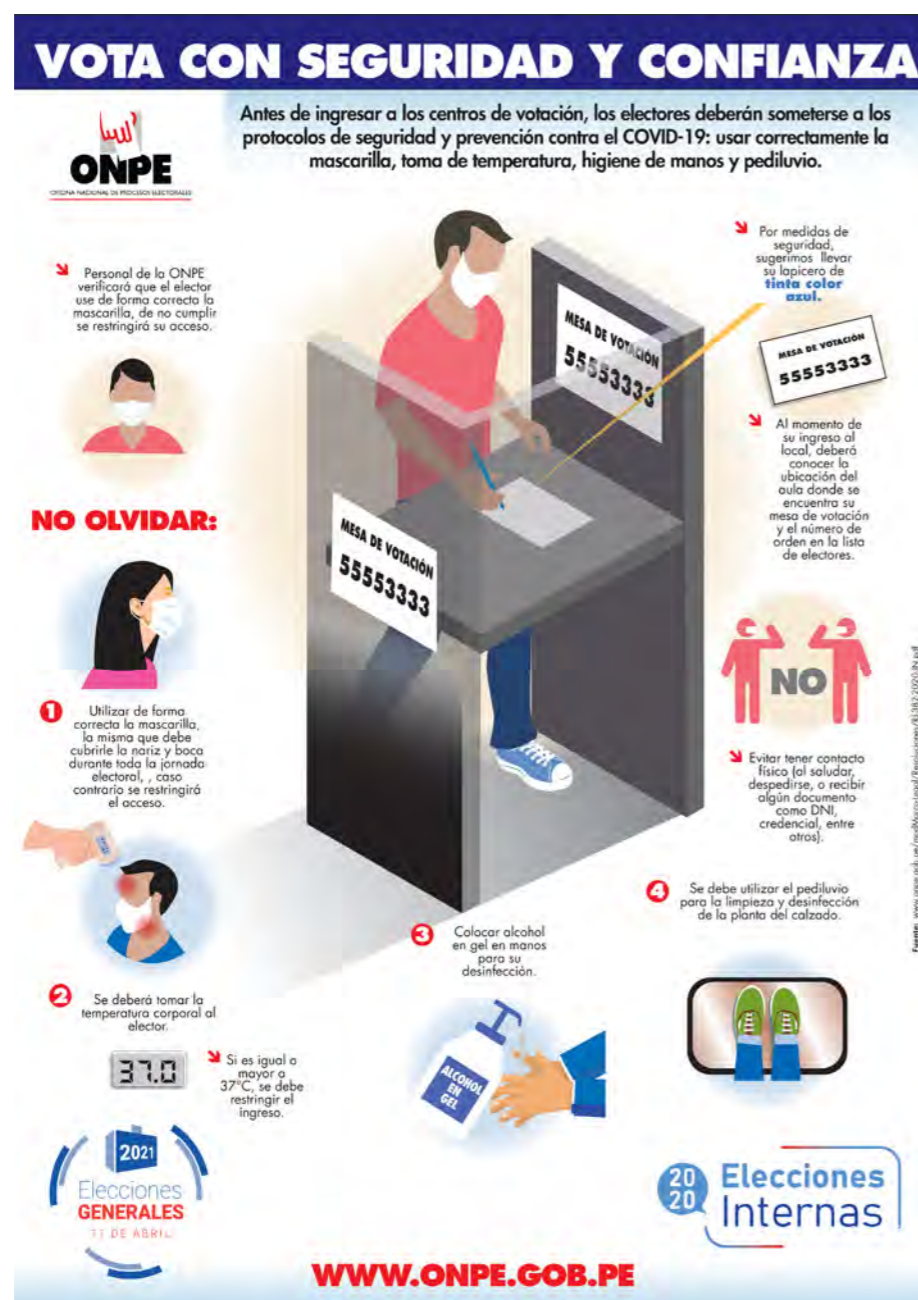 VOTA CON SEGURIDAD Y CONFIANZA
ONPE
OFICINA NACIONAL DE PROCESOS ELECTORALES
Antes de ingresar a los centros de votación, los electores deberán someterse a los
protocolos de seguridad y prevención contra el COVID-19: usar correctamente la
mascarilla, toma de temperatura, higiene de manos y pediluvio.
Personal de la ONPE
verificará que el elector
use de forma correcta la
mascarilla, de no cumplir
se restringirá su acceso.
Por medidas de
seguridad,
sugerimos llevar
su lapicero de
tinta color
azul.
MESA DE VOTACIÓN
55553333
MESA DE VOTACIÓN
55553333
Al momento de
su ingreso al
local, deberá
conocer la
ubicación del
aula donde se
encuentra su
mesa de votación
y el número de
orden en la lista
de electores.
MESA DE VOTACIÓN
55553333
NO OLVIDAR:
1
Utilizar de forma
correcta la mascarilla,
la misma que debe
cubrirle la nariz y boca
durante toda la jornada
electoral, , caso
contrario se restringirá
el acceso.
NO
Evitar tener contacto
físico (al saludar,
despedirse, o recibir
algún documento
como DNI,
credencial, entre
otros).
2
Se deberá tomar la
temperatura corporal al
elector.
37.0
Si es igual o
mayor a
37°C, se debe
restringir el
ingreso.
3
Colocar alcohol
en gel en manos
para su
desinfección.
ALCOHOL
EN
GEL
4
Se debe utilizar el pediluvio
para la limpieza y desinfección
de la planta del calzado.
Fuente:
2021
Elecciones
GENERALES
11 DE ABRIL
20
20
Elecciones
Internas
WWW.ONPE.GOB.PE